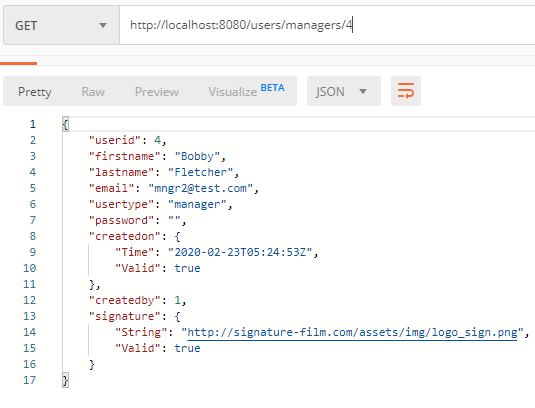 GET http://localhost:8080/users/managers/4
Pretty Raw Preview Visualize BETA JSON
1 {
2 "userid": 4,
3 "firstname": "Bobby",
4 "lastname": "Fletcher",
5 "email": "mngr2@test.com",
6 "usertype": "manager",
7 "password": "",
8 "createdon": {
9 "Time": "2020-02-23T05:24:53Z",
10 "Valid": true
11 },
12 "createdby": 1,
13 "signature": {
14 "String": "http://signature-film.com/assets/img/logo_sign.png",
15 "Valid": true
16 }
17 }